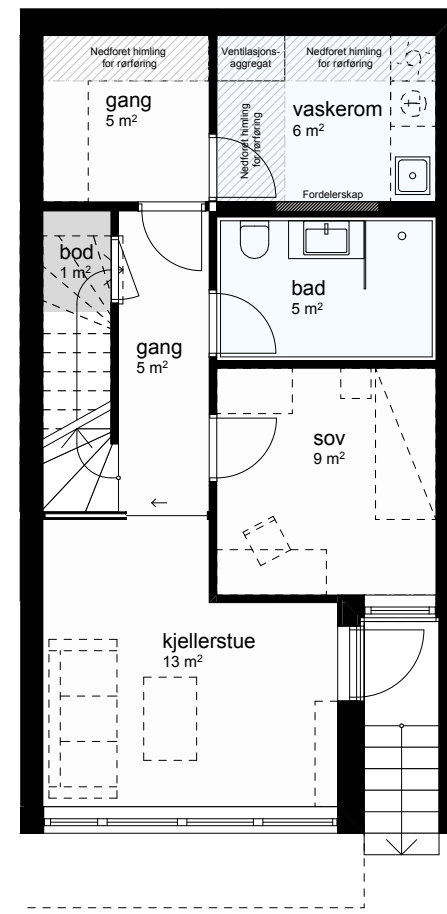 Nedforet himling
for rørføring
Ventilasjons-
aggregat
Nedforet himling
for rørføring
gang
5 m²
vaskerom
6 m²
Nedforet himling
for rørføring
Fordelerskap
bod
1 m²
bad
5 m²
gang
5 m²
sov
9 m²
kjellerstue
13 m²